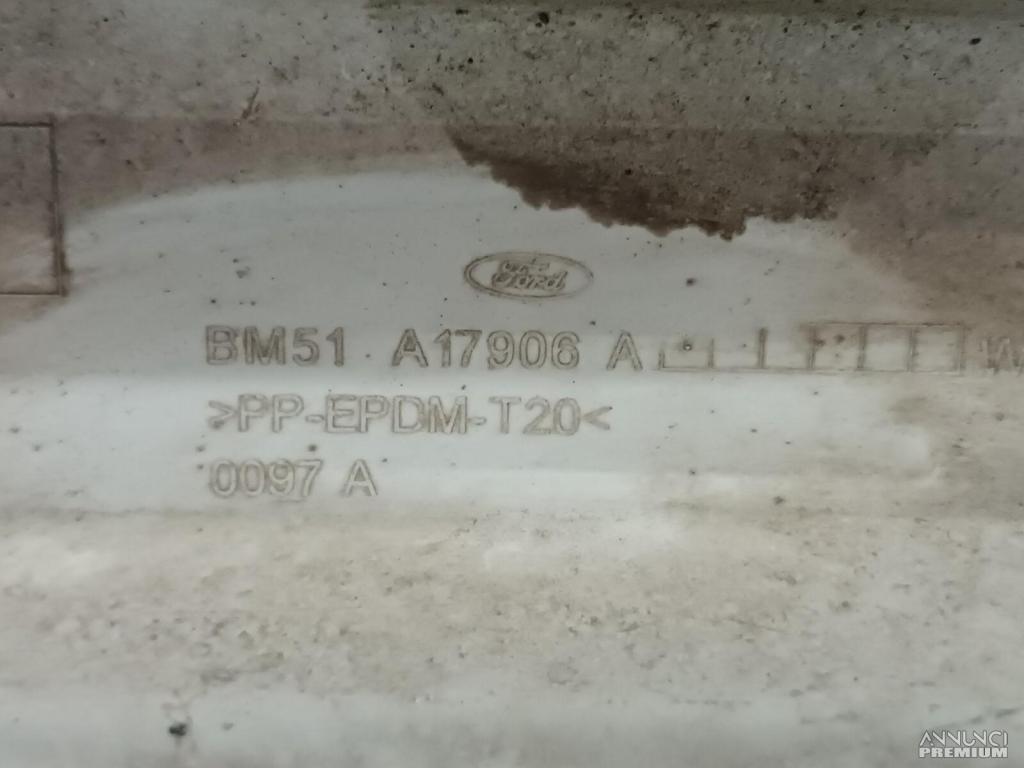 Ford
BM51 A17906 A
>PP-EPDM-T20<
0097 A
ANNUNCI
PREMIUM